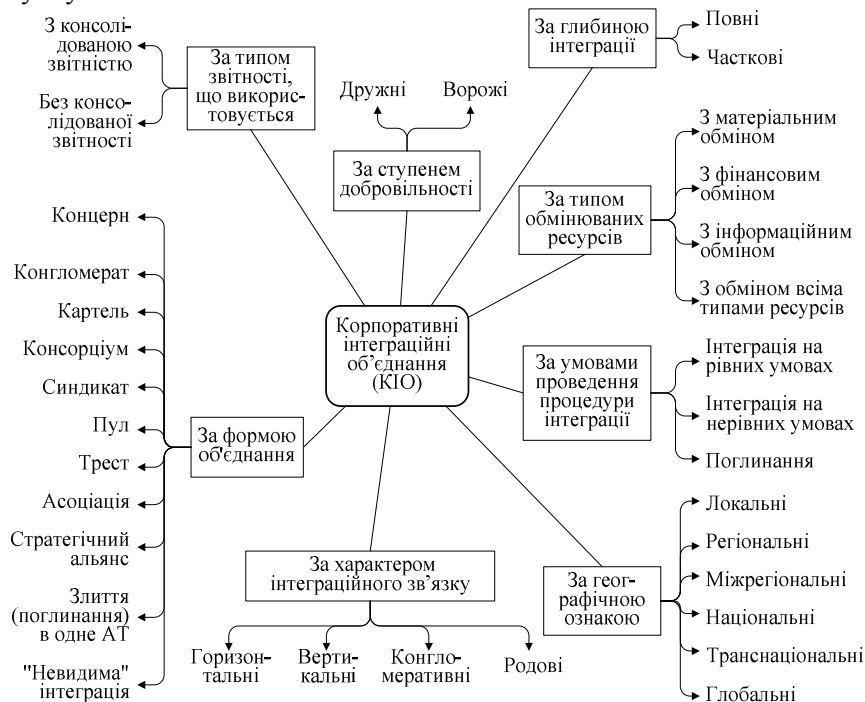 З консолі-
дованою
звітністю
Без консо-
лідованої
звітності
За типом
звітності,
що викорис-
товується
Дружні
Ворожі
За ступенем
добровільності
За глибиною
інтеграції
Повні
Часткові
За типом
обмінюваних
ресурсів
З матеріальним
обміном
З фінансовим
обміном
З інформаційним
обміном
З обміном всіма
типами ресурсів
Корпоративні
інтеграційні
об’єднання
(КІО)
За умовами
проведення
процедури
інтеграції
Інтеграція на
рівних умовах
Інтеграція на
нерівних умовах
Поглинання
Концерн
Конгломерат
Картель
Консорціум
Синдикат
Пул
Трест
Асоціація
Стратегічний
альянс
Злиття
(поглинання)
в одне АТ
"Невидима"
інтеграція
За формою
об'єднання
За характером
інтеграційного зв’язку
Горизон-
тальні
Верти-
кальні
Конгло-
меративні
Родові
За геог-
рафічною
ознакою
Локальні
Регіональні
Міжрегіональні
Національні
Транснаціональні
Глобальні